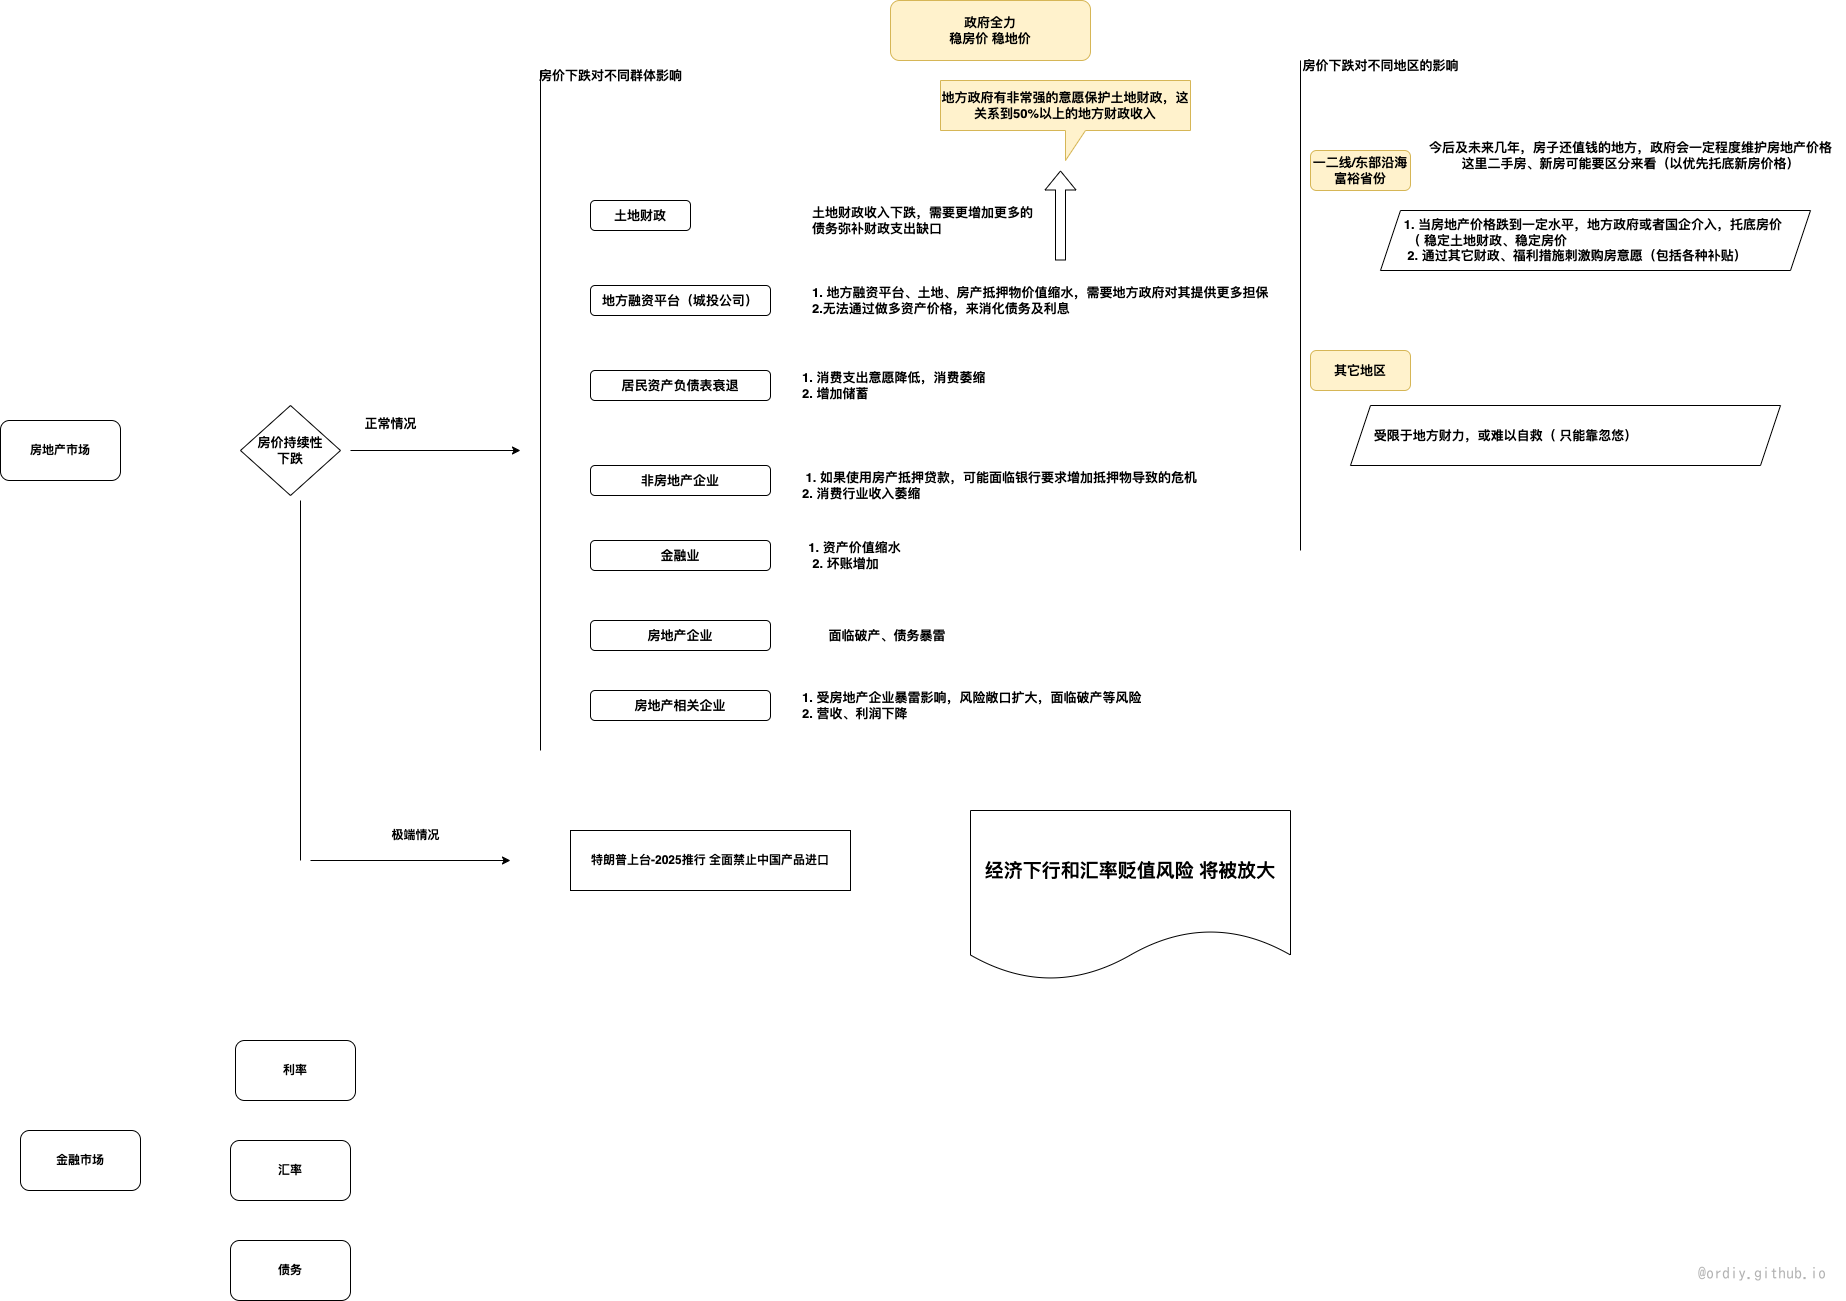 政府全力
稳房价 稳地价
房价下跌对不同群体影响
房价下跌对不同地区的影响
地方政府有非常强的意愿保护土地财政，这
关系到50%以上的地方财政收入
一二线/东部沿海
富裕省份
今后及未来几年，房子还值钱的地方，政府会一定程度维护房地产价格
这里二手房、新房可能要区分来看（以优先托底新房价格）
土地财政
土地财政收入下跌，需要更增加更多的
债务弥补财政支出缺口
1. 当房地产价格跌到一定水平，地方政府或者国企介入，托底房价
（ 稳定土地财政、稳定房价
2. 通过其它财政、福利措施刺激购房意愿（包括各种补贴）
地方融资平台（城投公司）
1. 地方融资平台、土地、房产抵押物价值缩水，需要地方政府对其提供更多担保
2.无法通过做多资产价格，来消化债务及利息
居民资产负债表衰退
1. 消费支出意愿降低，消费萎缩
2. 增加储蓄
其它地区
受限于地方财力，或难以自救（ 只能靠忽悠）
房地产市场
房价持续性
下跌
正常情况
非房地产企业
1. 如果使用房产抵押贷款，可能面临银行要求增加抵押物导致的危机
2. 消费行业收入萎缩
金融业
1. 资产价值缩水
2. 坏账增加
房地产企业
面临破产、债务暴雷
房地产相关企业
1. 受房地产企业暴雷影响，风险敞口扩大，面临破产等风险
2. 营收、利润下降
极端情况
特朗普上台-2025推行 全面禁止中国产品进口
经济下行和汇率贬值风险 将被放大
利率
金融市场
汇率
债务
@ordiy.github.io